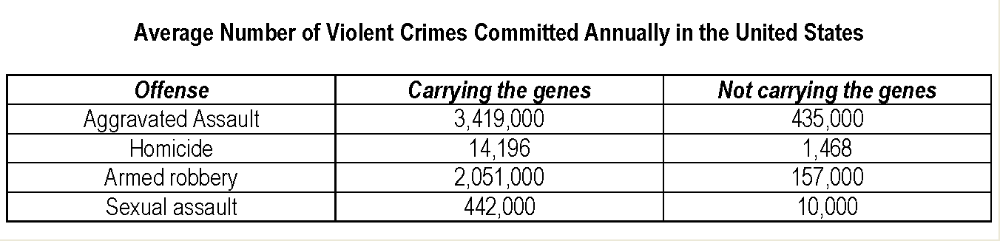 Average Number of Violent Crimes Committed Annually in the United States
Offense Carrying the genes Not carrying the genes
Aggravated Assault 3,419,000 435,000
Homicide 14,196 1,468
Armed robbery 2,051,000 157,000
Sexual assault 442,000 10,000